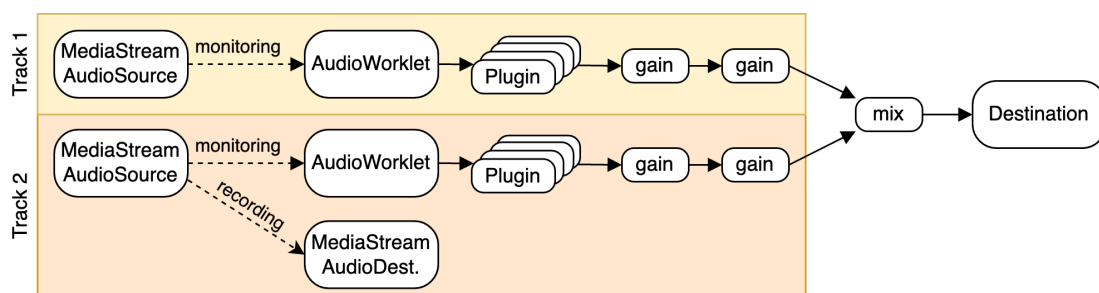 Track 1
MediaStream
AudioSource
monitoring
AudioWorklet
Plugin
gain
gain
mix
Destination
Track 2
MediaStream
AudioSource
monitoring
AudioWorklet
Plugin
gain
gain
recording
MediaStream
AudioDest.